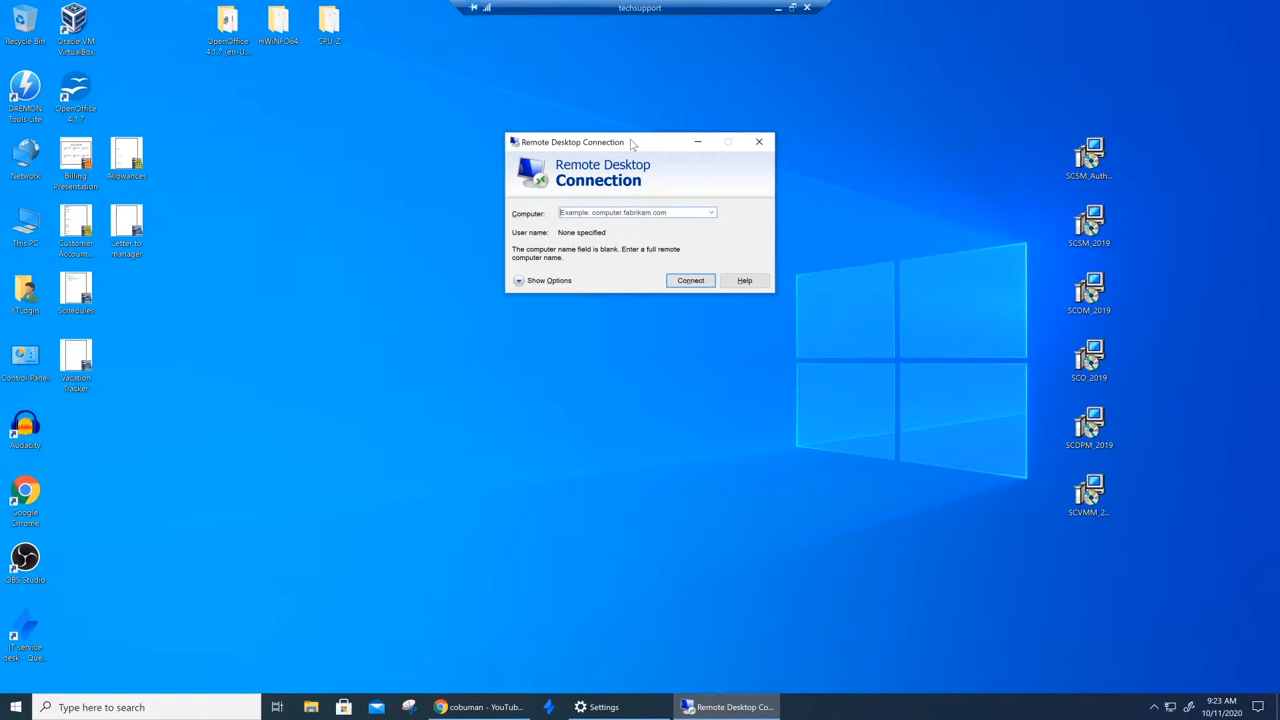 techsupport
Recycle Bin
Oracle VM
VirtualBox
OpenOffice
4.1.7 (en-U...
HWiNFO64
CPU-Z
DAEMON
Tools Lite
OpenOffice
4.1.7
Network
Billing
Presentation
Allowances
This PC
Customer
Account...
Letter to
manager
YTLogin
Schedules
Control Panel
Vacation
Tracker
Audacity
Google
Chrome
OBS Studio
IT service
desk - Que...
Remote Desktop Connection
Remote Desktop
Connection
Computer:
Example: computer.fabrikam.com
User name:
None specified
The computer name field is blank. Enter a full remote
computer name.
Show Options
Connect
Help
SCSM_Auth...
SCSM_2019
SCOM_2019
SCO_2019
SCDPM_2019
SCVMM_2...
Type here to search
cobuman - YouTub...
Settings
Remote Desktop Co...
9:23 AM
10/11/2020